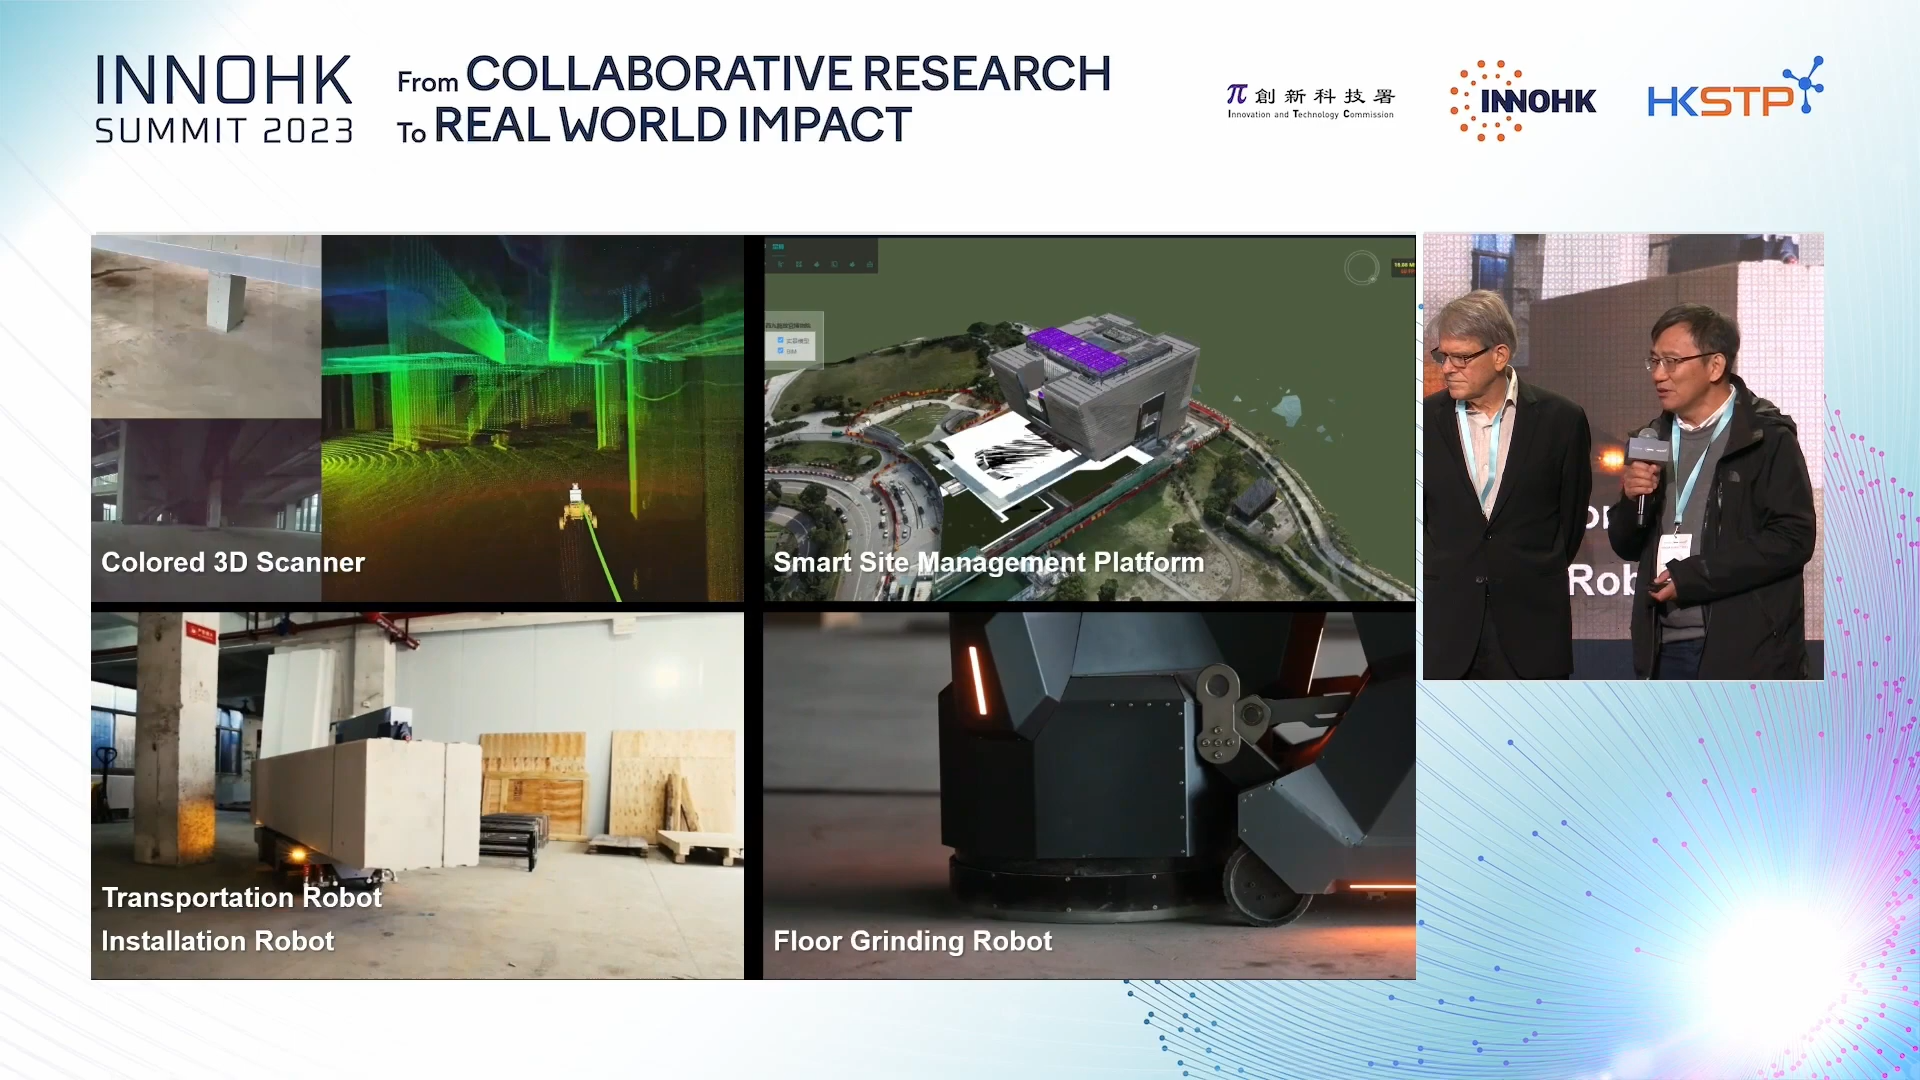 INNOHK
SUMMIT 2023
From COLLABORATIVE RESEARCH
To REAL WORLD IMPACT
創新科技署
Innovation and Technology Commission
INNOHK
HKSTP
Colored 3D Scanner
Smart Site Management Platform
Transportation Robot
Installation Robot
Floor Grinding Robot
Rob